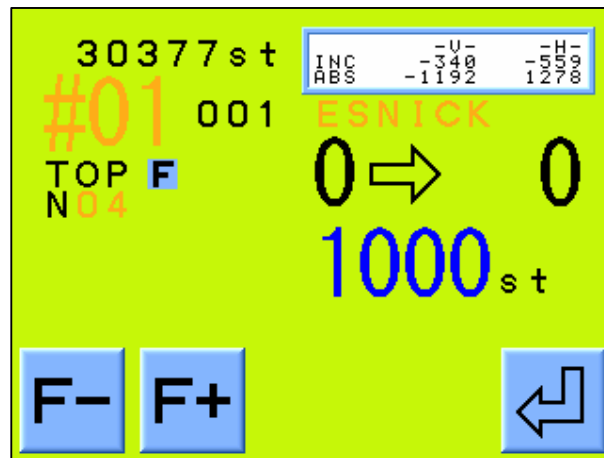 30377st
-V- -H-
INC -340 -559
ABS -1192 1278
#01 001 ESNICK
TOP F
N04
0 0
1000st
F- F+